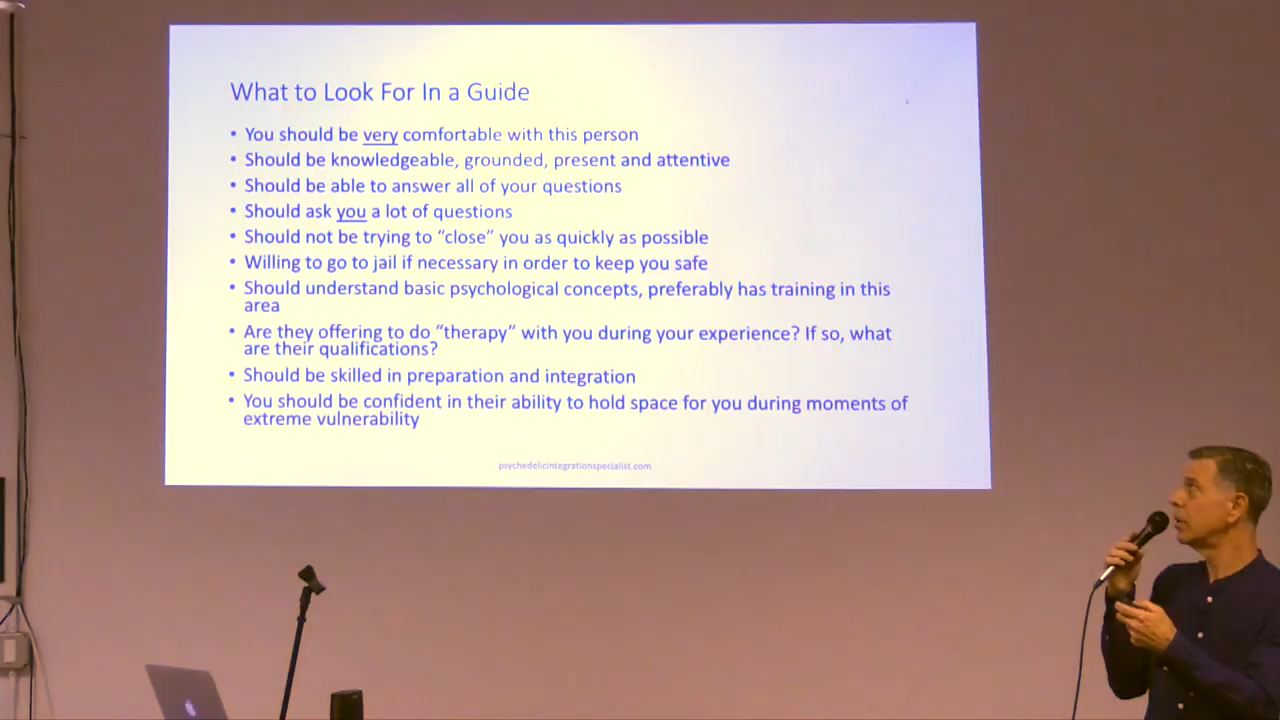 What to Look For In a Guide
• You should be very comfortable with this person
• Should be knowledgeable, grounded, present and attentive
• Should be able to answer all of your questions
• Should ask you a lot of questions
• Should not be trying to “close” you as quickly as possible
• Willing to go to jail if necessary in order to keep you safe
• Should understand basic psychological concepts, preferably has training in this
area
• Are they offering to do “therapy” with you during your experience? If so, what
are their qualifications?
• Should be skilled in preparation and integration
• You should be confident in their ability to hold space for you during moments of
extreme vulnerability
psychedelicintegrationspecialist.com